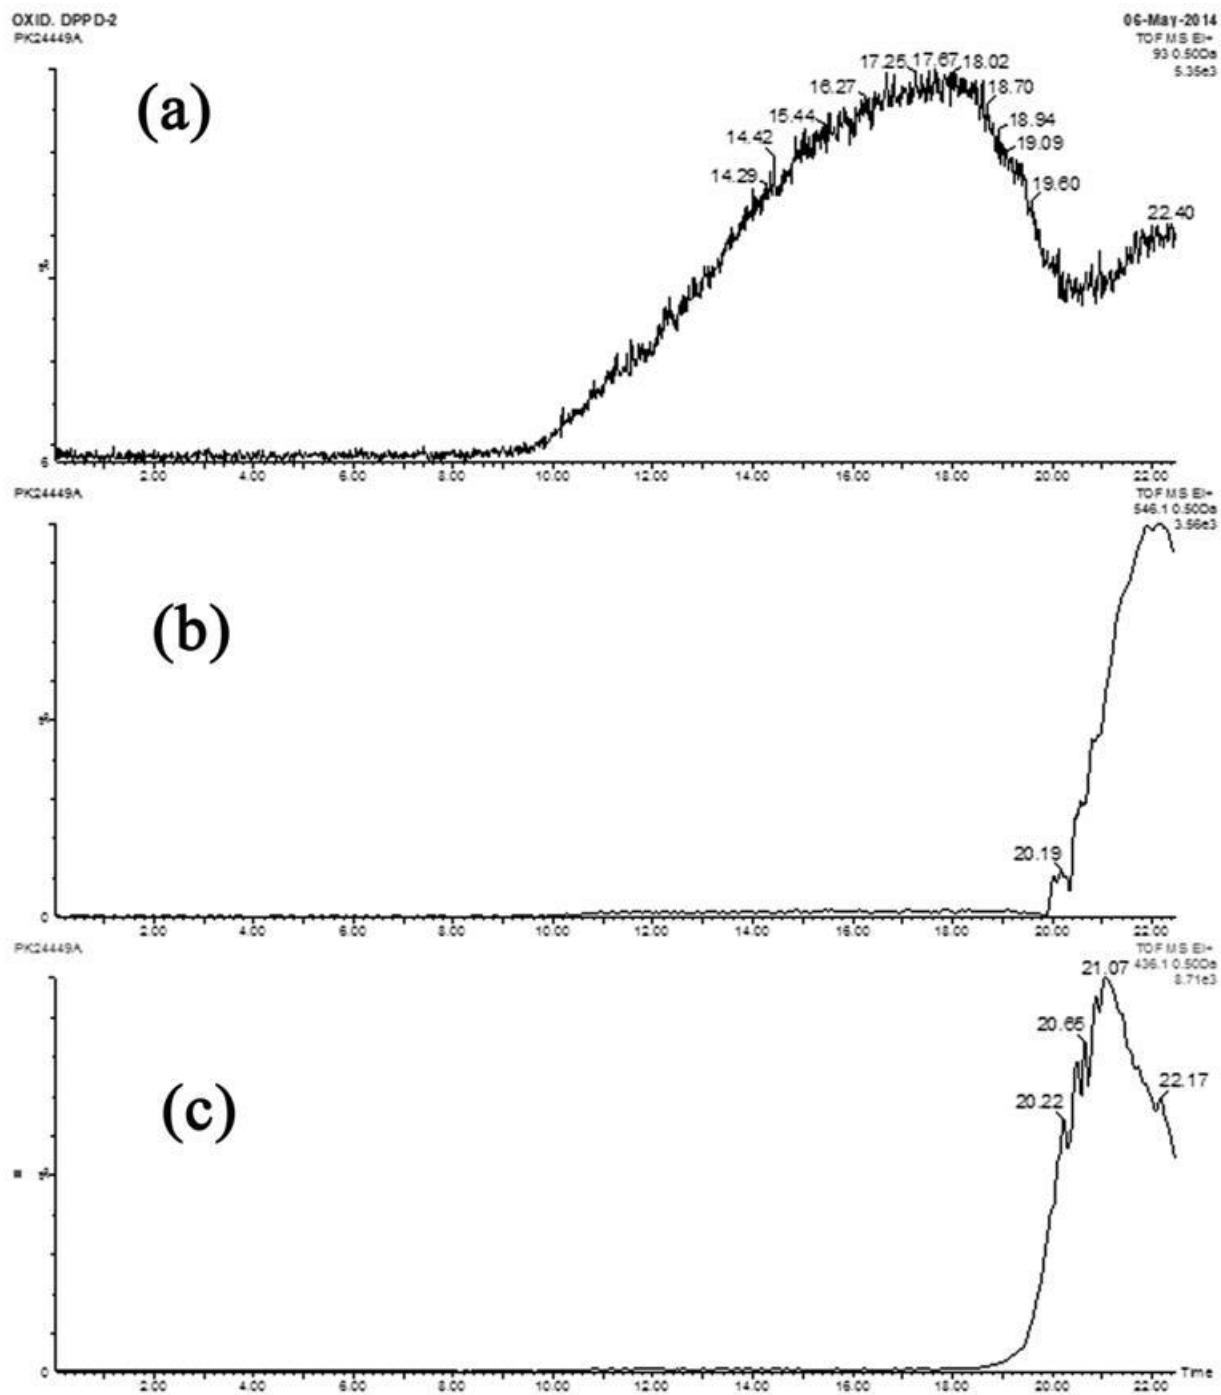 OXID. DPPD-2
06-May-2014
PK24449A
TOF MS EI+
93 0.50Da
5.35e3
(a)
17.25 17.67 18.02
16.27
18.70
15.44
18.94
14.42
19.09
14.29
19.60
22.40
%
6
2.00 4.00 6.00 8.00 10.00 12.00 14.00 16.00 18.00 20.00 22.00
PK24449A
TOF MS EI+
546.1 0.50Da
3.56e3
(b)
%
20.19
0
2.00 4.00 6.00 8.00 10.00 12.00 14.00 16.00 18.00 20.00 22.00
PK24449A
TOF MS EI+
436.1 0.50Da
8.71e3
21.07
20.65
(c)
20.22
22.17
%
0
Time
2.00 4.00 6.00 8.00 10.00 12.00 14.00 16.00 18.00 20.00 22.00